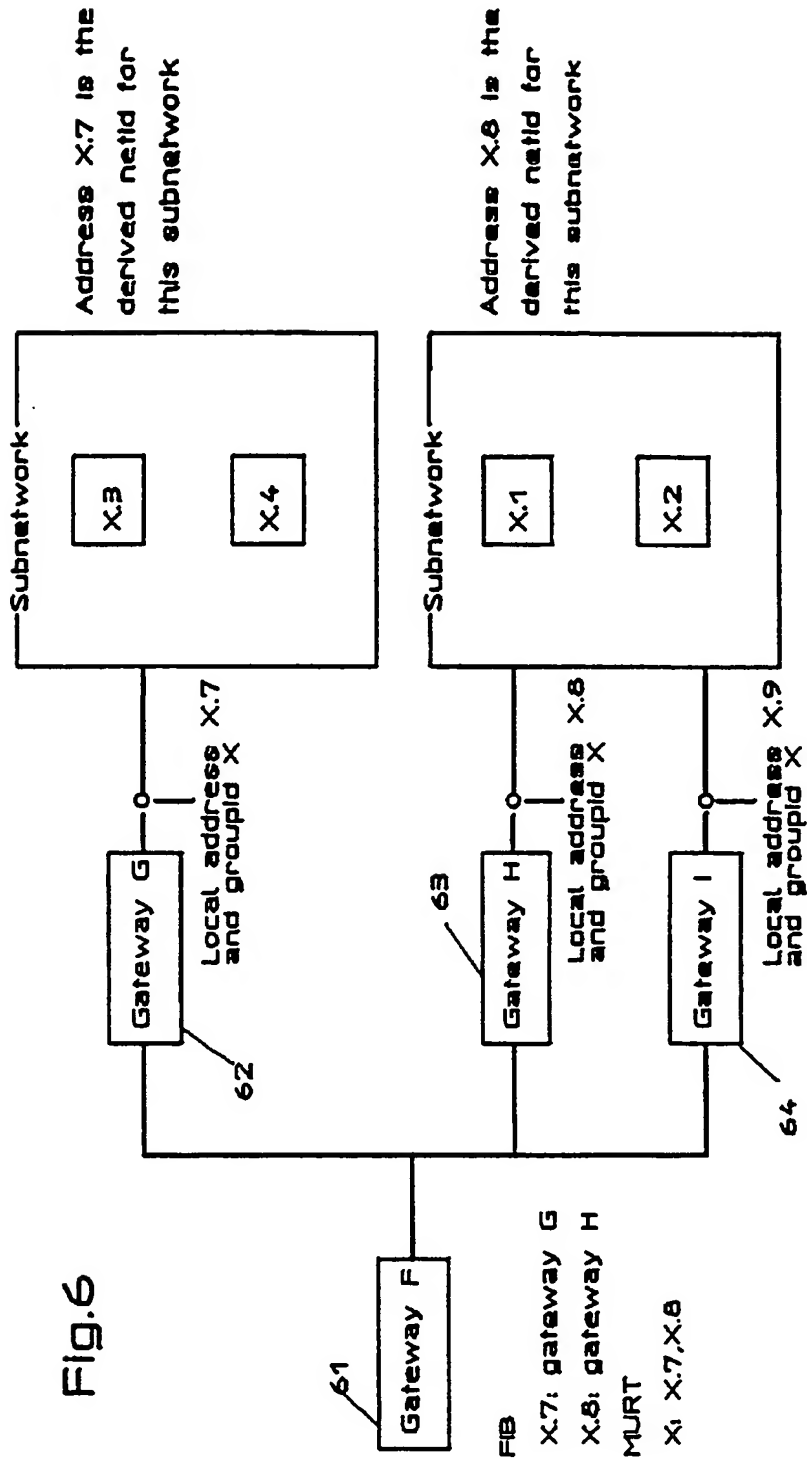 Fig.6
61
Gateway F
FIB
X.7: gateway G
X.8: gateway H
MURT
X: X.7,X.8
62
Gateway G
Local address X.7
and groupid X
63
Gateway H
Local address X.8
and groupid X
64
Gateway I
Local address X.9
and groupid X
Subnetwork
X.3
X.4
Address X.7 is the
derived netid for
this subnetwork
Subnetwork
X.1
X.2
Address X.8 is the
derived netid for
this subnetwork